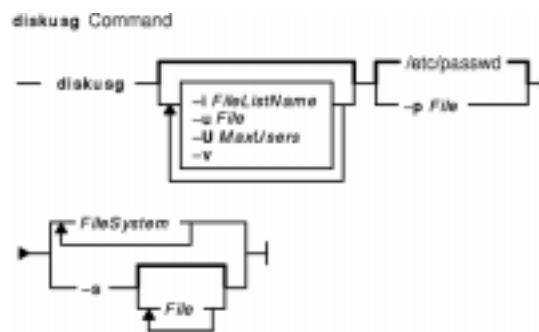 diskusg Command
/etc/passwd
diskusg
–i FileListName
–p File
–u File
–U MaxUsers
–v
FileSystem
–s
File